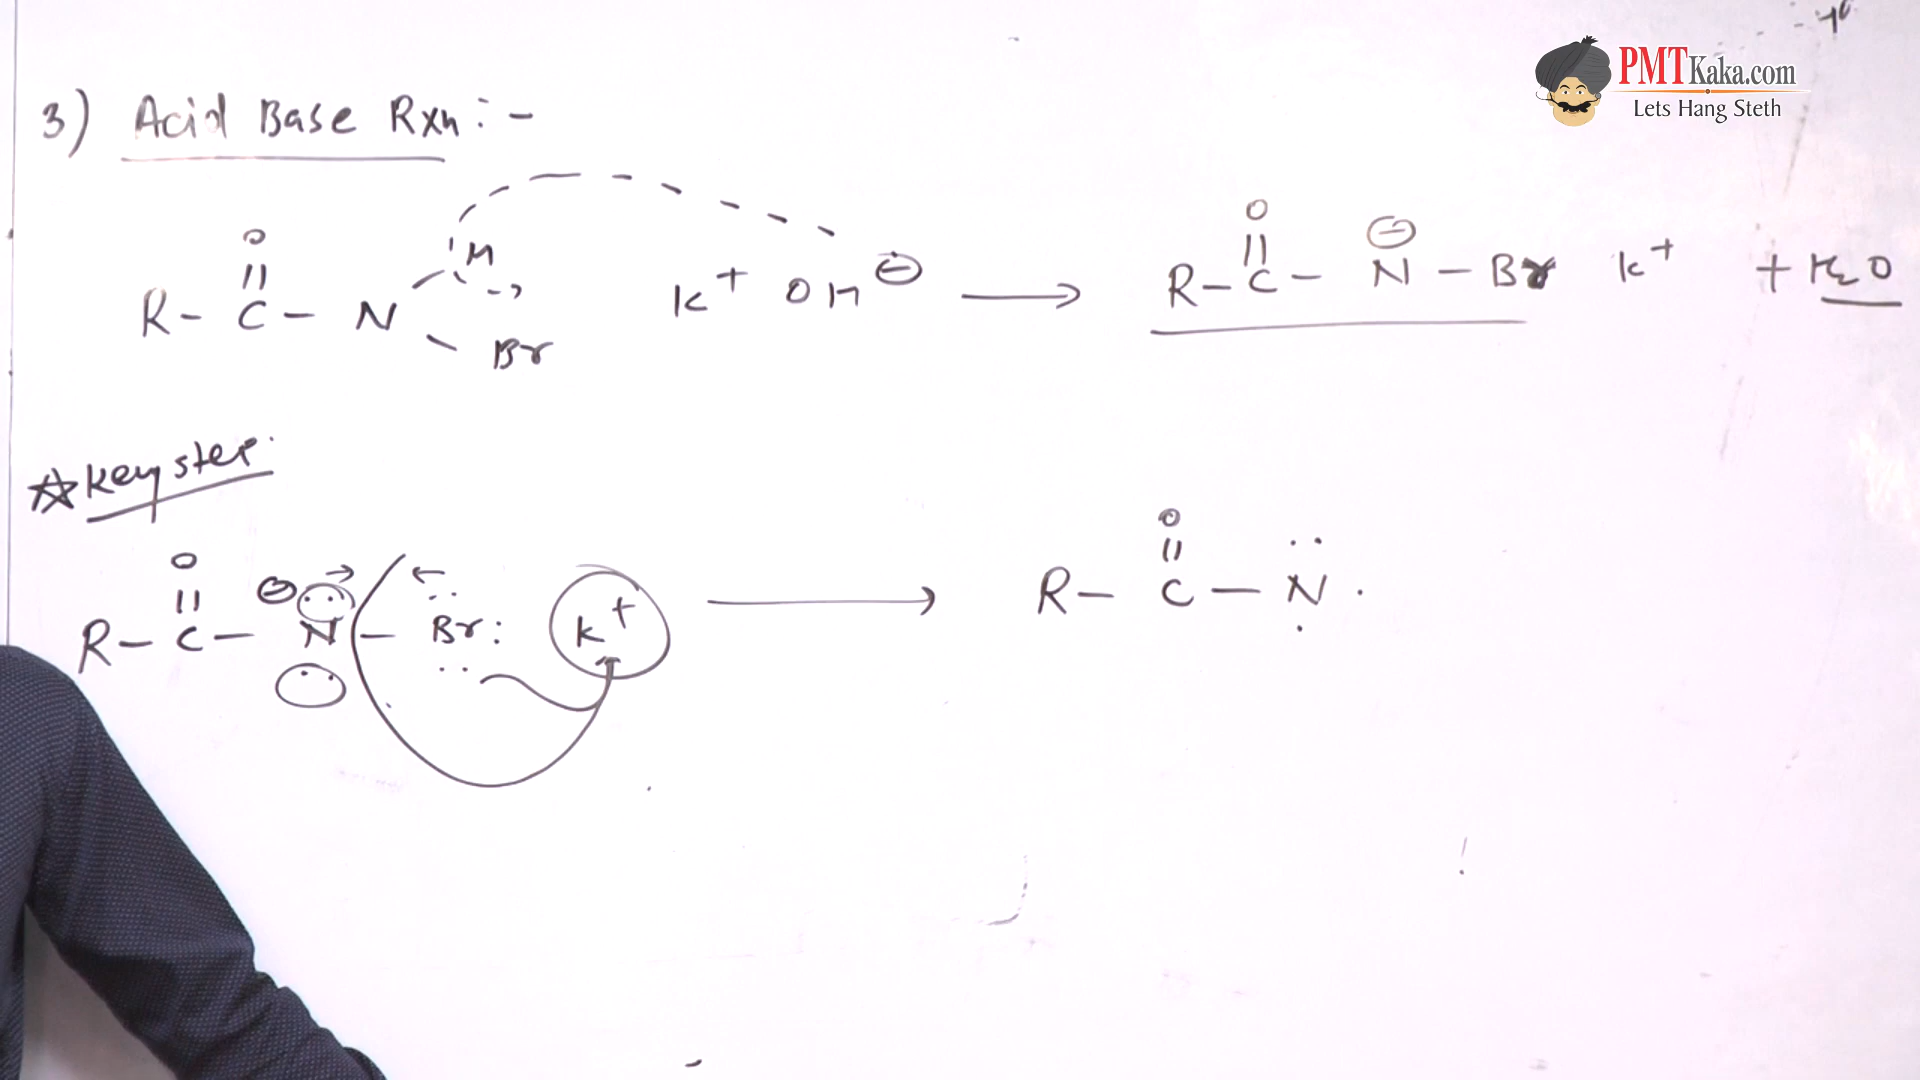 PMTKaka.com
Lets Hang Steth
3) Acid Base Rxn :-
R - C(=O) - N(-H)(-Br) K+ OH⊖ → R - C(=O) - N⊖ - Br K+ + H2O
☆ Key step
R - C(=O) - ⊖N̈ - Br: K+ → R - C(=O) - N̈